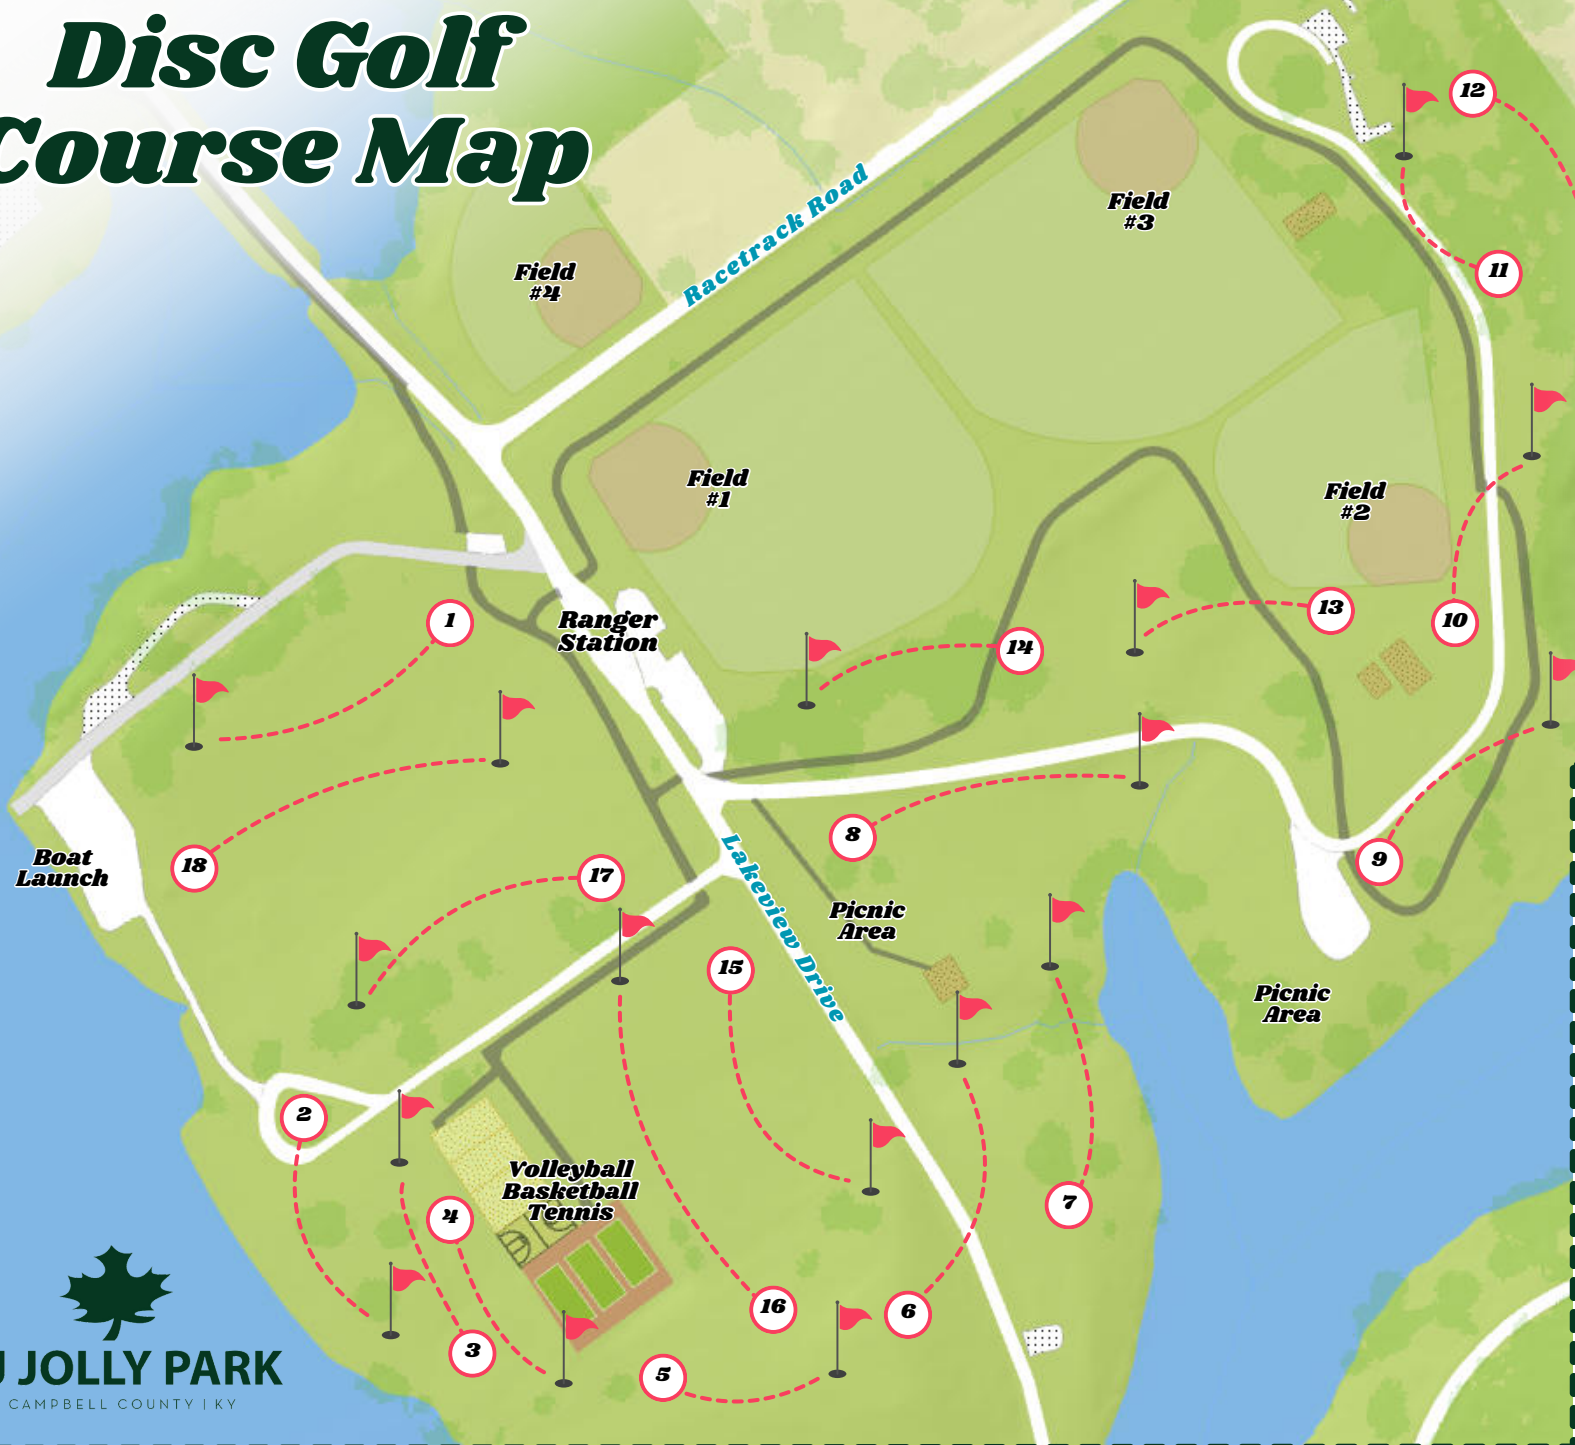 Disc Golf
Course Map
12
Racetrack Road
Field
#3
11
Field
#4
Field
#1
Field
#2
1
Ranger
Station
13
10
14
8
9
Boat
Launch
18
17
Lakeview Drive
Picnic
Area
15
Picnic
Area
2
Volleyball
Basketball
Tennis
4
7
16
6
3
5
JOLLY PARK
CAMPBELL COUNTY | KY